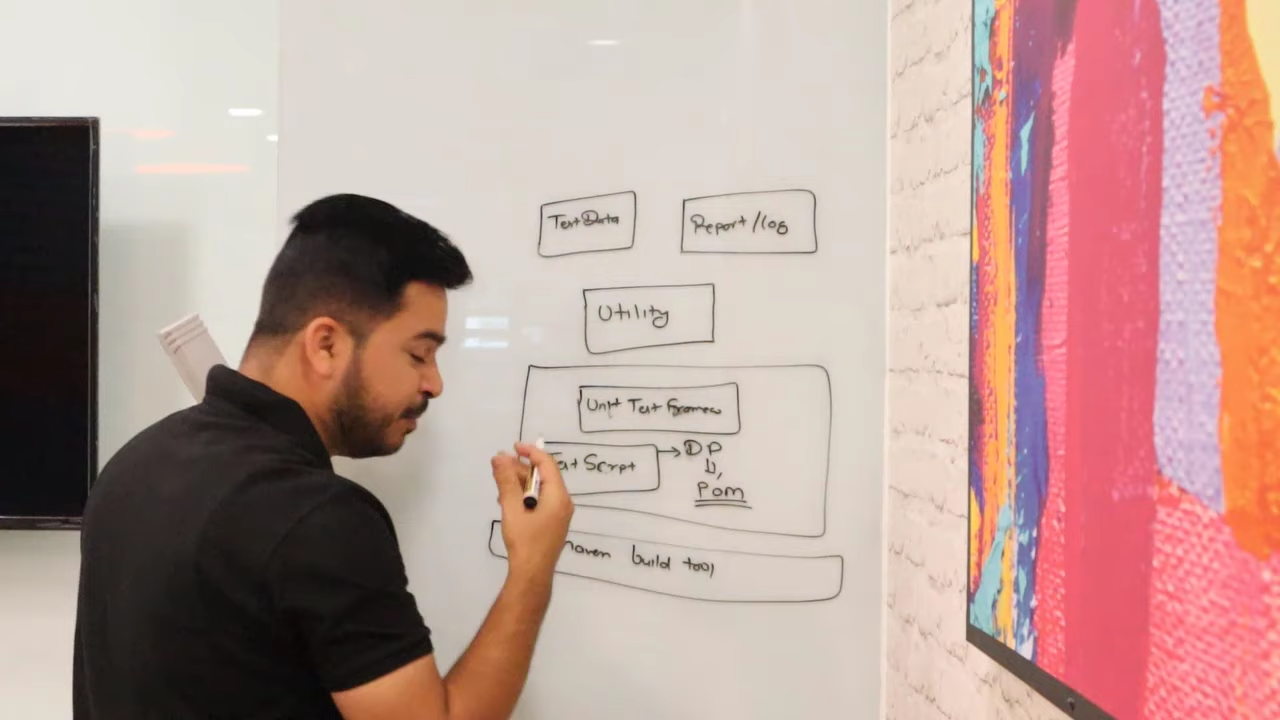 Test Data
Report/log
Utility
Unit Test Framew
Test Script → DP
POM
maven build tool